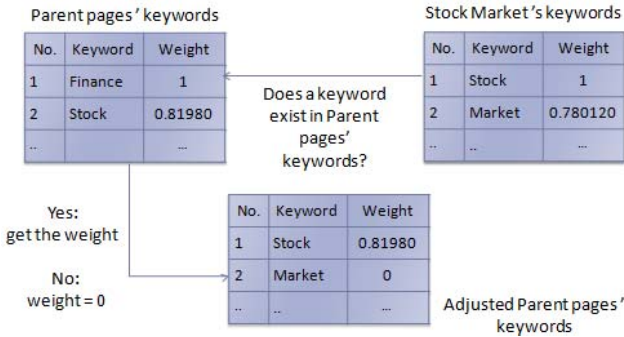 Parent pages' keywords
No. Keyword Weight
1 Finance 1
2 Stock 0.81980
.. ...
Stock Market's keywords
No. Keyword Weight
1 Stock 1
2 Market 0.780120
.. .. ...
Does a keyword
exist in Parent
pages'
keywords?
Yes:
get the weight
No:
weight = 0
No. Keyword Weight
1 Stock 0.81980
2 Market 0
.. .. ...
Adjusted Parent pages'
keywords